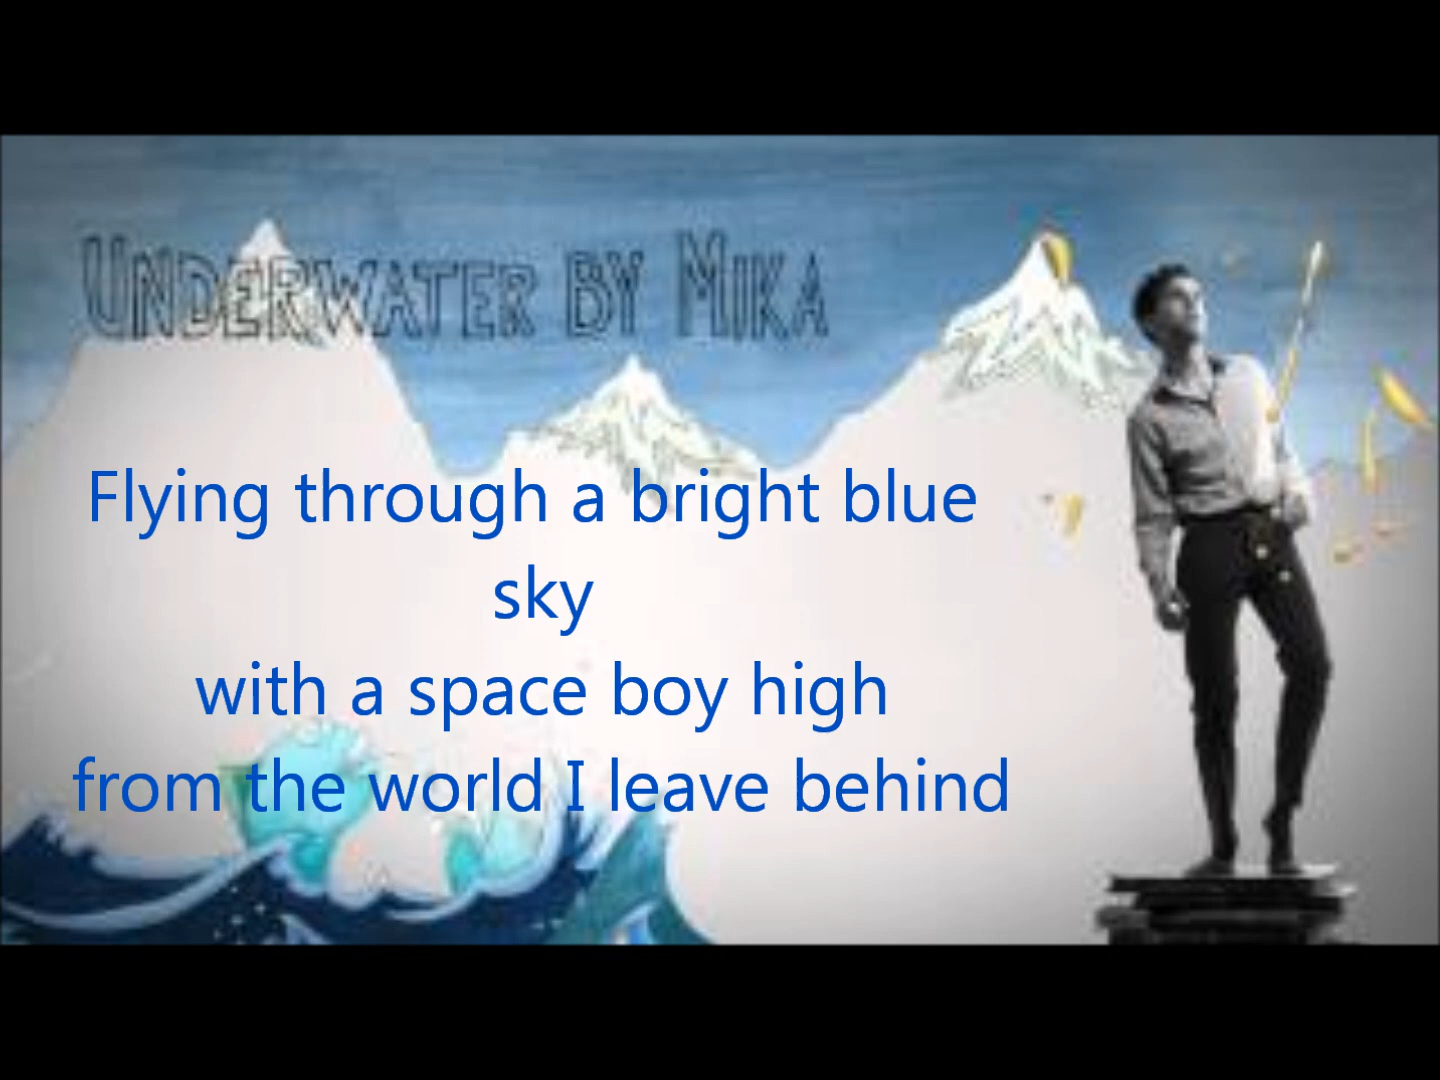 UNDERWATER BY MIKA
Flying through a bright blue
sky
with a space boy high
from the world I leave behind